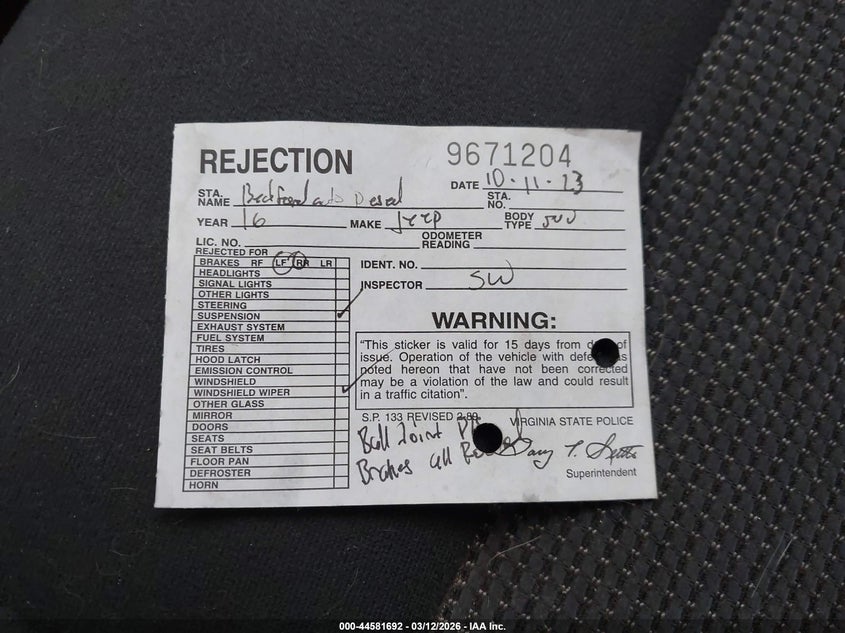 REJECTION 9671204
DATE 10-11-23
STA. NAME Bedford auto Diesel STA. NO.
YEAR 16 MAKE Jeep BODY TYPE SUV
LIC. NO. ODOMETER READING
REJECTED FOR
BRAKES RF LF RR LR
HEADLIGHTS
SIGNAL LIGHTS
OTHER LIGHTS
STEERING
SUSPENSION
EXHAUST SYSTEM
FUEL SYSTEM
TIRES
HOOD LATCH
EMISSION CONTROL
WINDSHIELD
WINDSHIELD WIPER
OTHER GLASS
MIRROR
DOORS
SEATS
SEAT BELTS
FLOOR PAN
DEFROSTER
HORN
IDENT. NO.
INSPECTOR SW
WARNING:
"This sticker is valid for 15 days from of
issue. Operation of the vehicle with as
noted hereon that have not been corrected
may be a violation of the law and could result
in a traffic citation".
S.P. 133 REVISED VIRGINIA STATE POLICE
Ball Joint
Brakes all
Superintendent
000-44581692 - 03/12/2026 - IAA Inc.